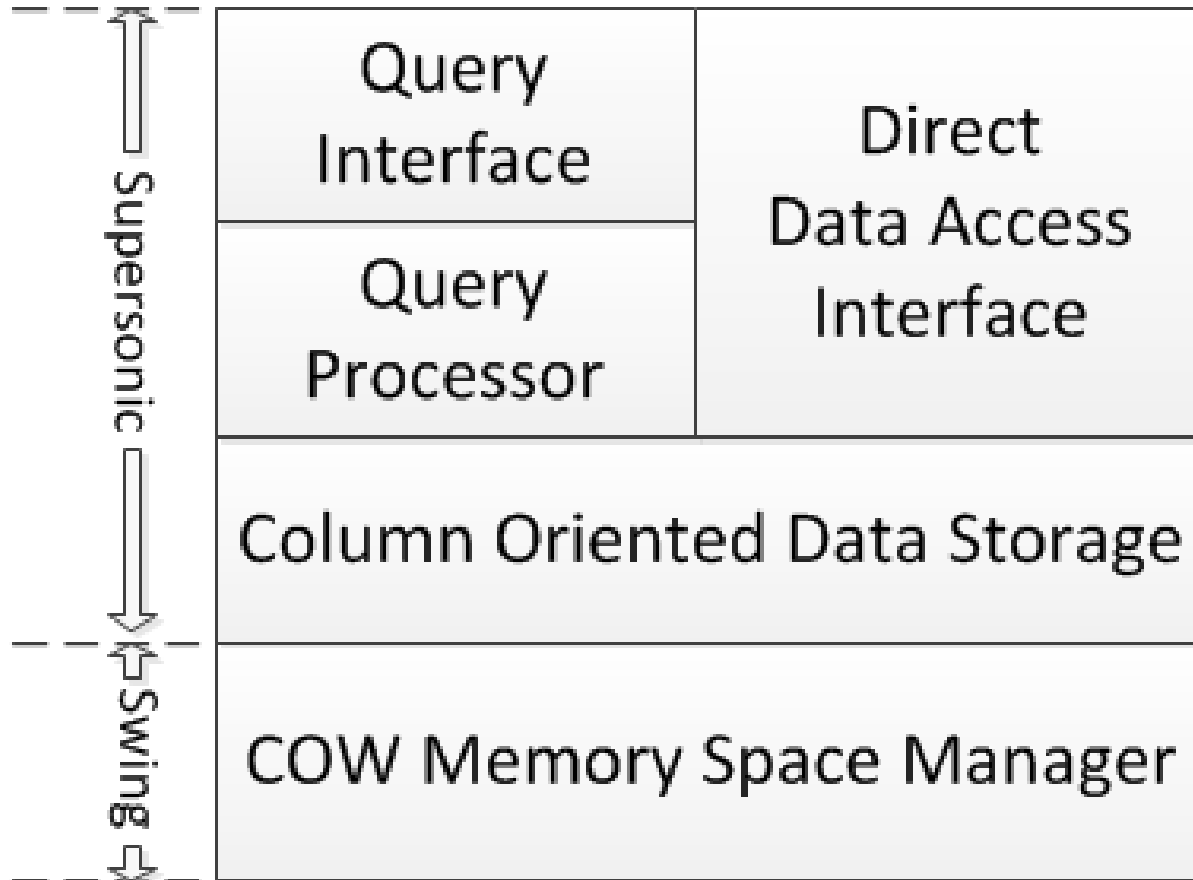 Supersonic
Query
Interface
Direct
Data Access
Interface
Query
Processor
Column Oriented Data Storage
Swing
COW Memory Space Manager